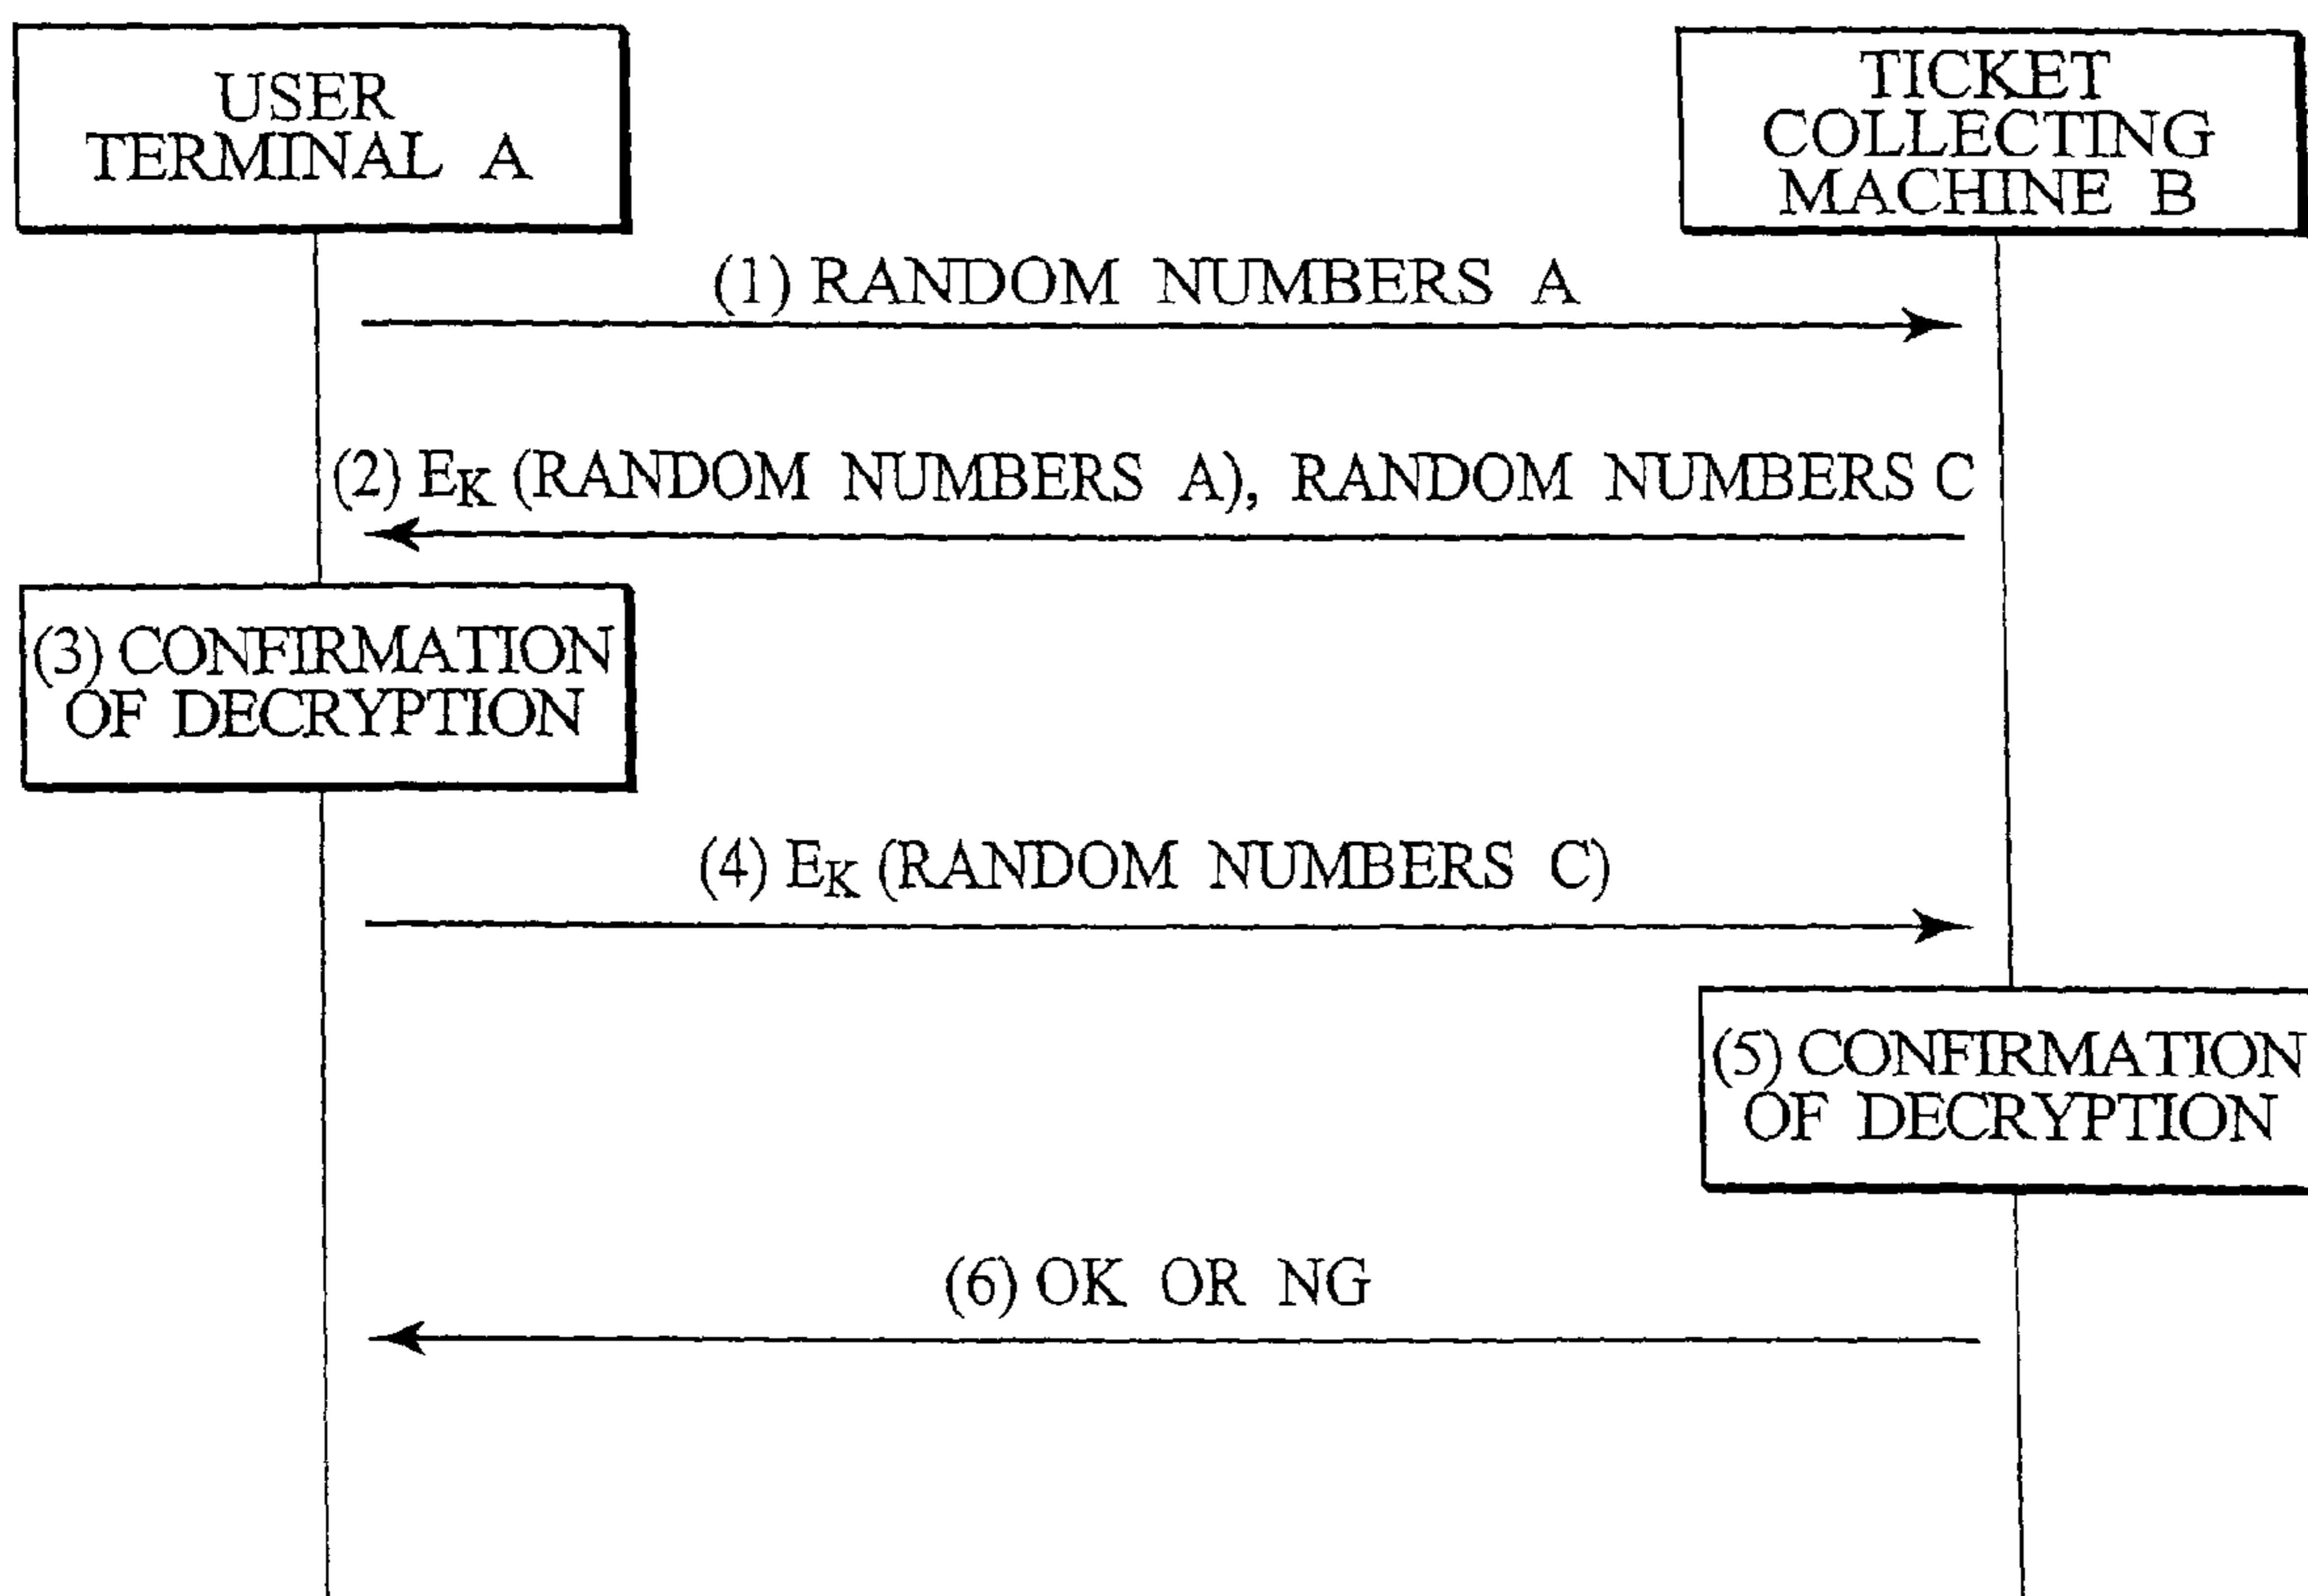 USER
TERMINAL A
TICKET
COLLECTING
MACHINE B
(1) RANDOM NUMBERS A
(2) EK (RANDOM NUMBERS A), RANDOM NUMBERS C
(3) CONFIRMATION
OF DECRYPTION
(4) EK (RANDOM NUMBERS C)
(5) CONFIRMATION
OF DECRYPTION
(6) OK OR NG